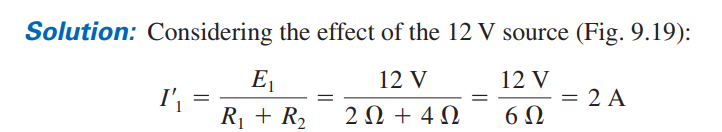 Solution: Considering the effect of the 12 V source (Fig. 9.19):
I′₁ = E₁ / (R₁ + R₂) = 12 V / (2 Ω + 4 Ω) = 12 V / 6 Ω = 2 A